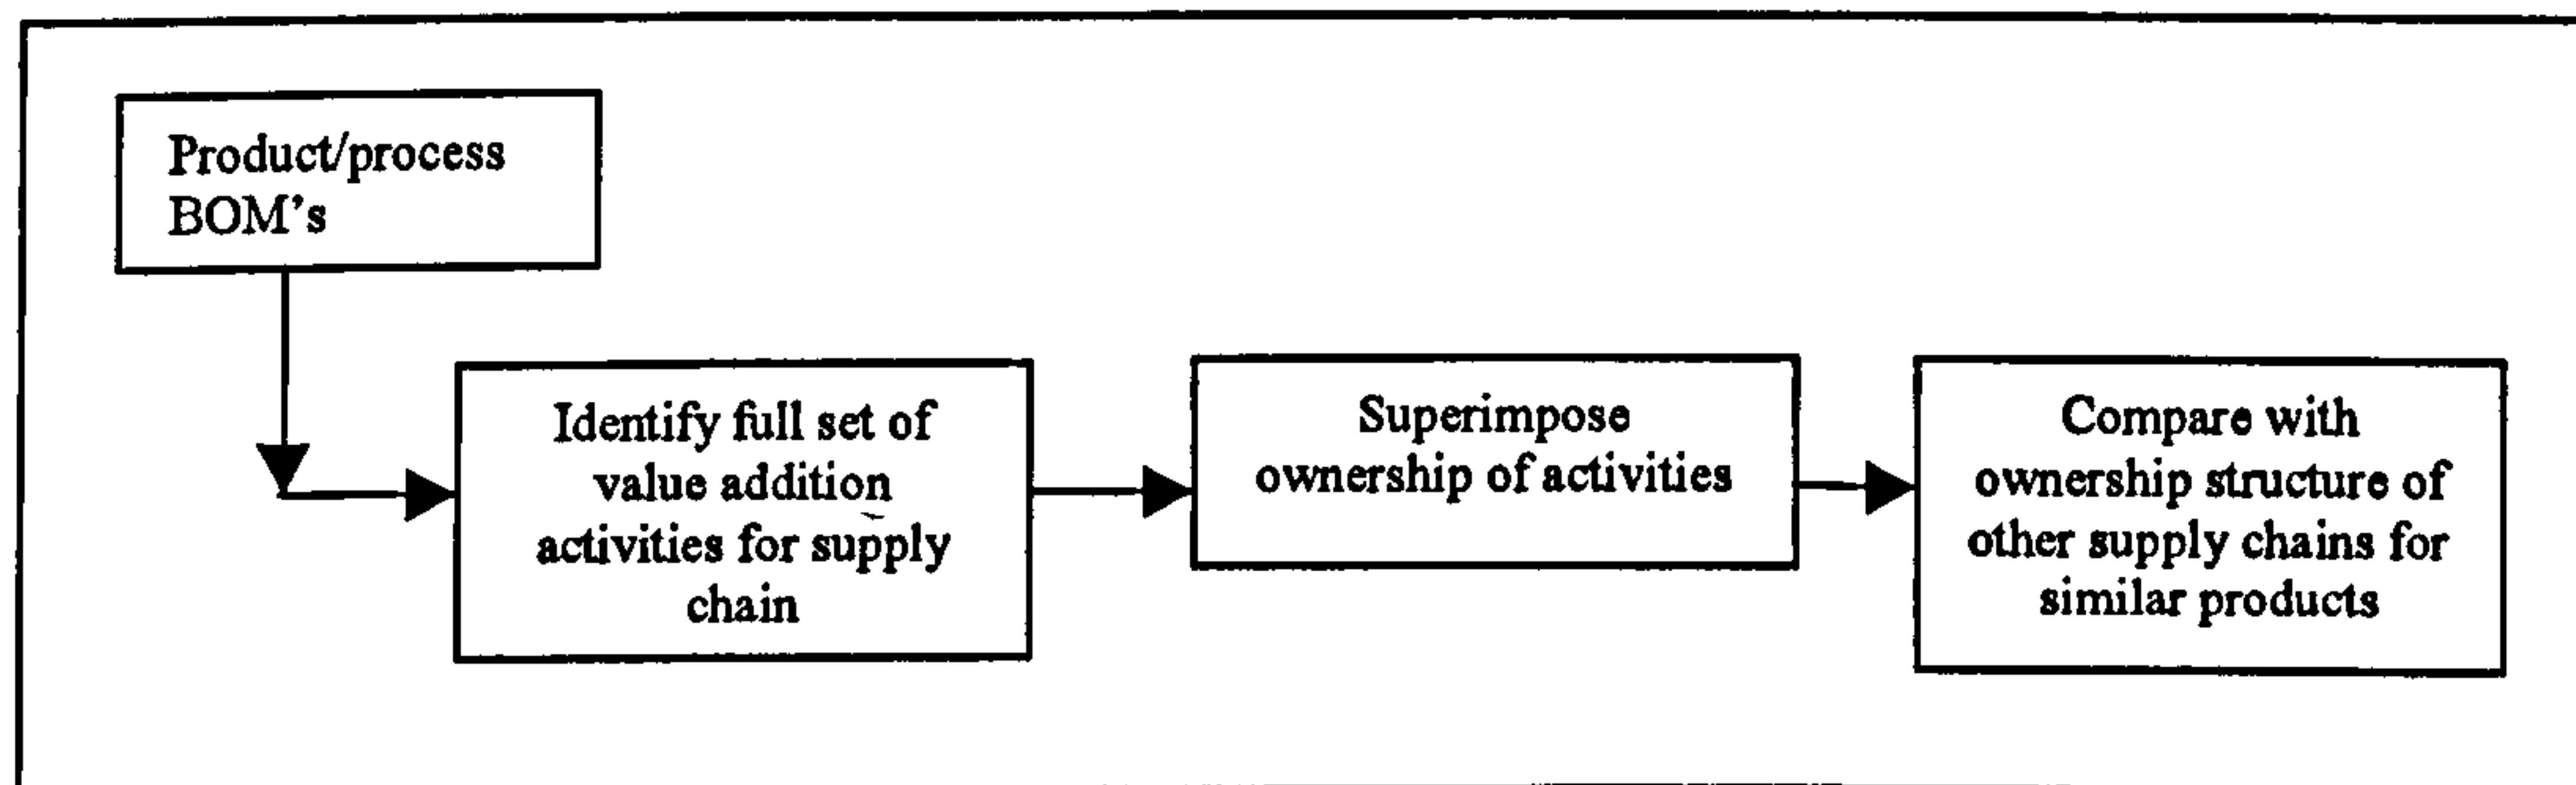 Product/process
BOM's
Identify full set of
value addition
activities for supply
chain
Superimpose
ownership of activities
Compare with
ownership structure of
other supply chains for
similar products